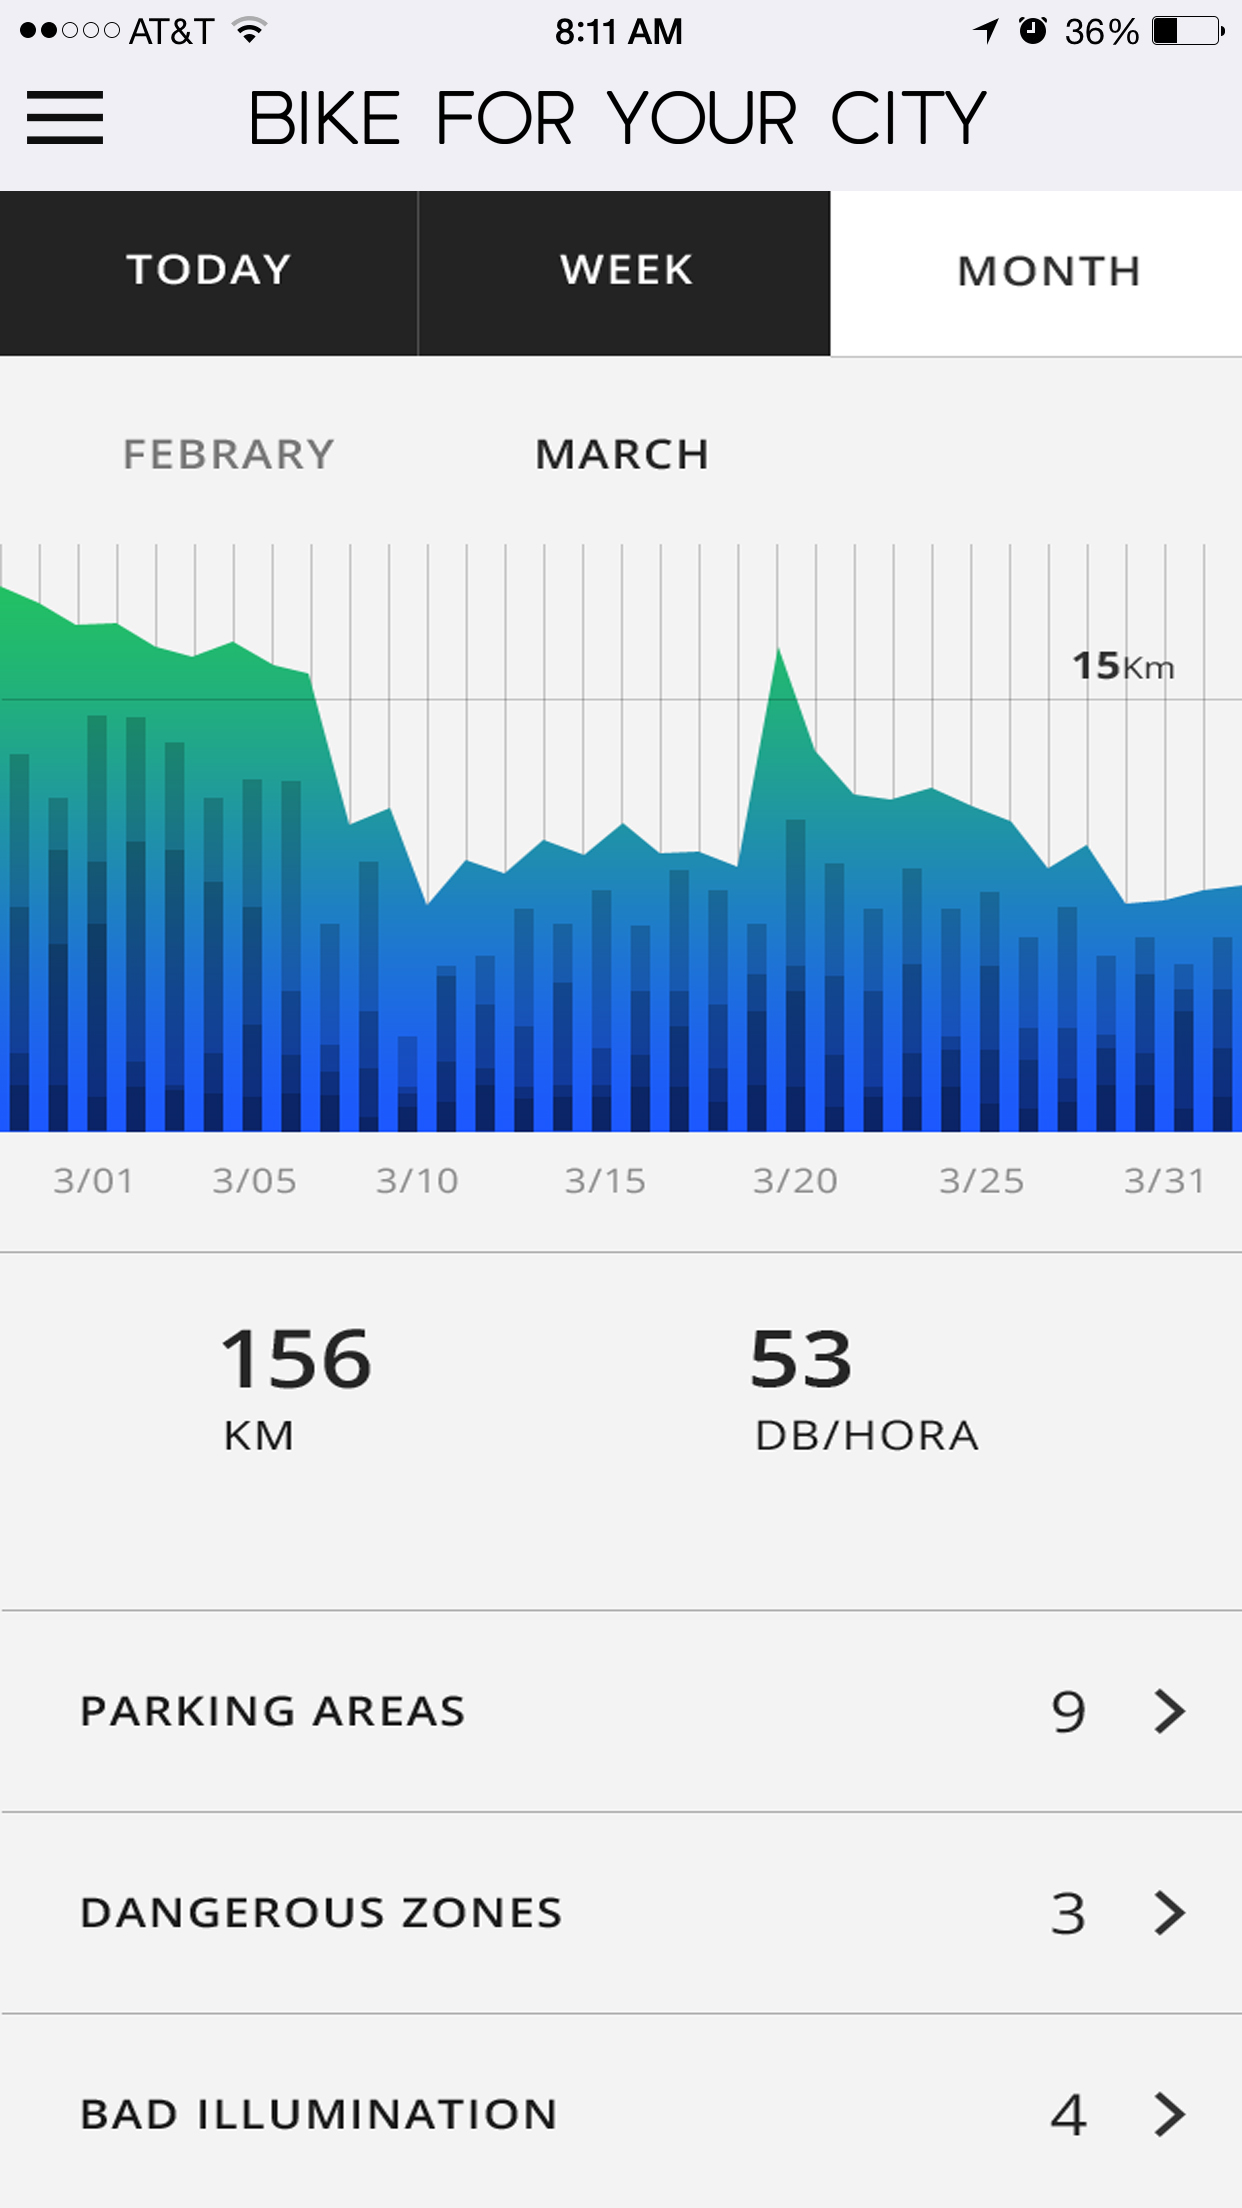 AT&T 8:11 AM 36%
BIKE FOR YOUR CITY
TODAY WEEK MONTH
FEBRARY MARCH
15Km
3/01 3/05 3/10 3/15 3/20 3/25 3/31
156 53
KM DB/HORA
PARKING AREAS 9
DANGEROUS ZONES 3
BAD ILLUMINATION 4